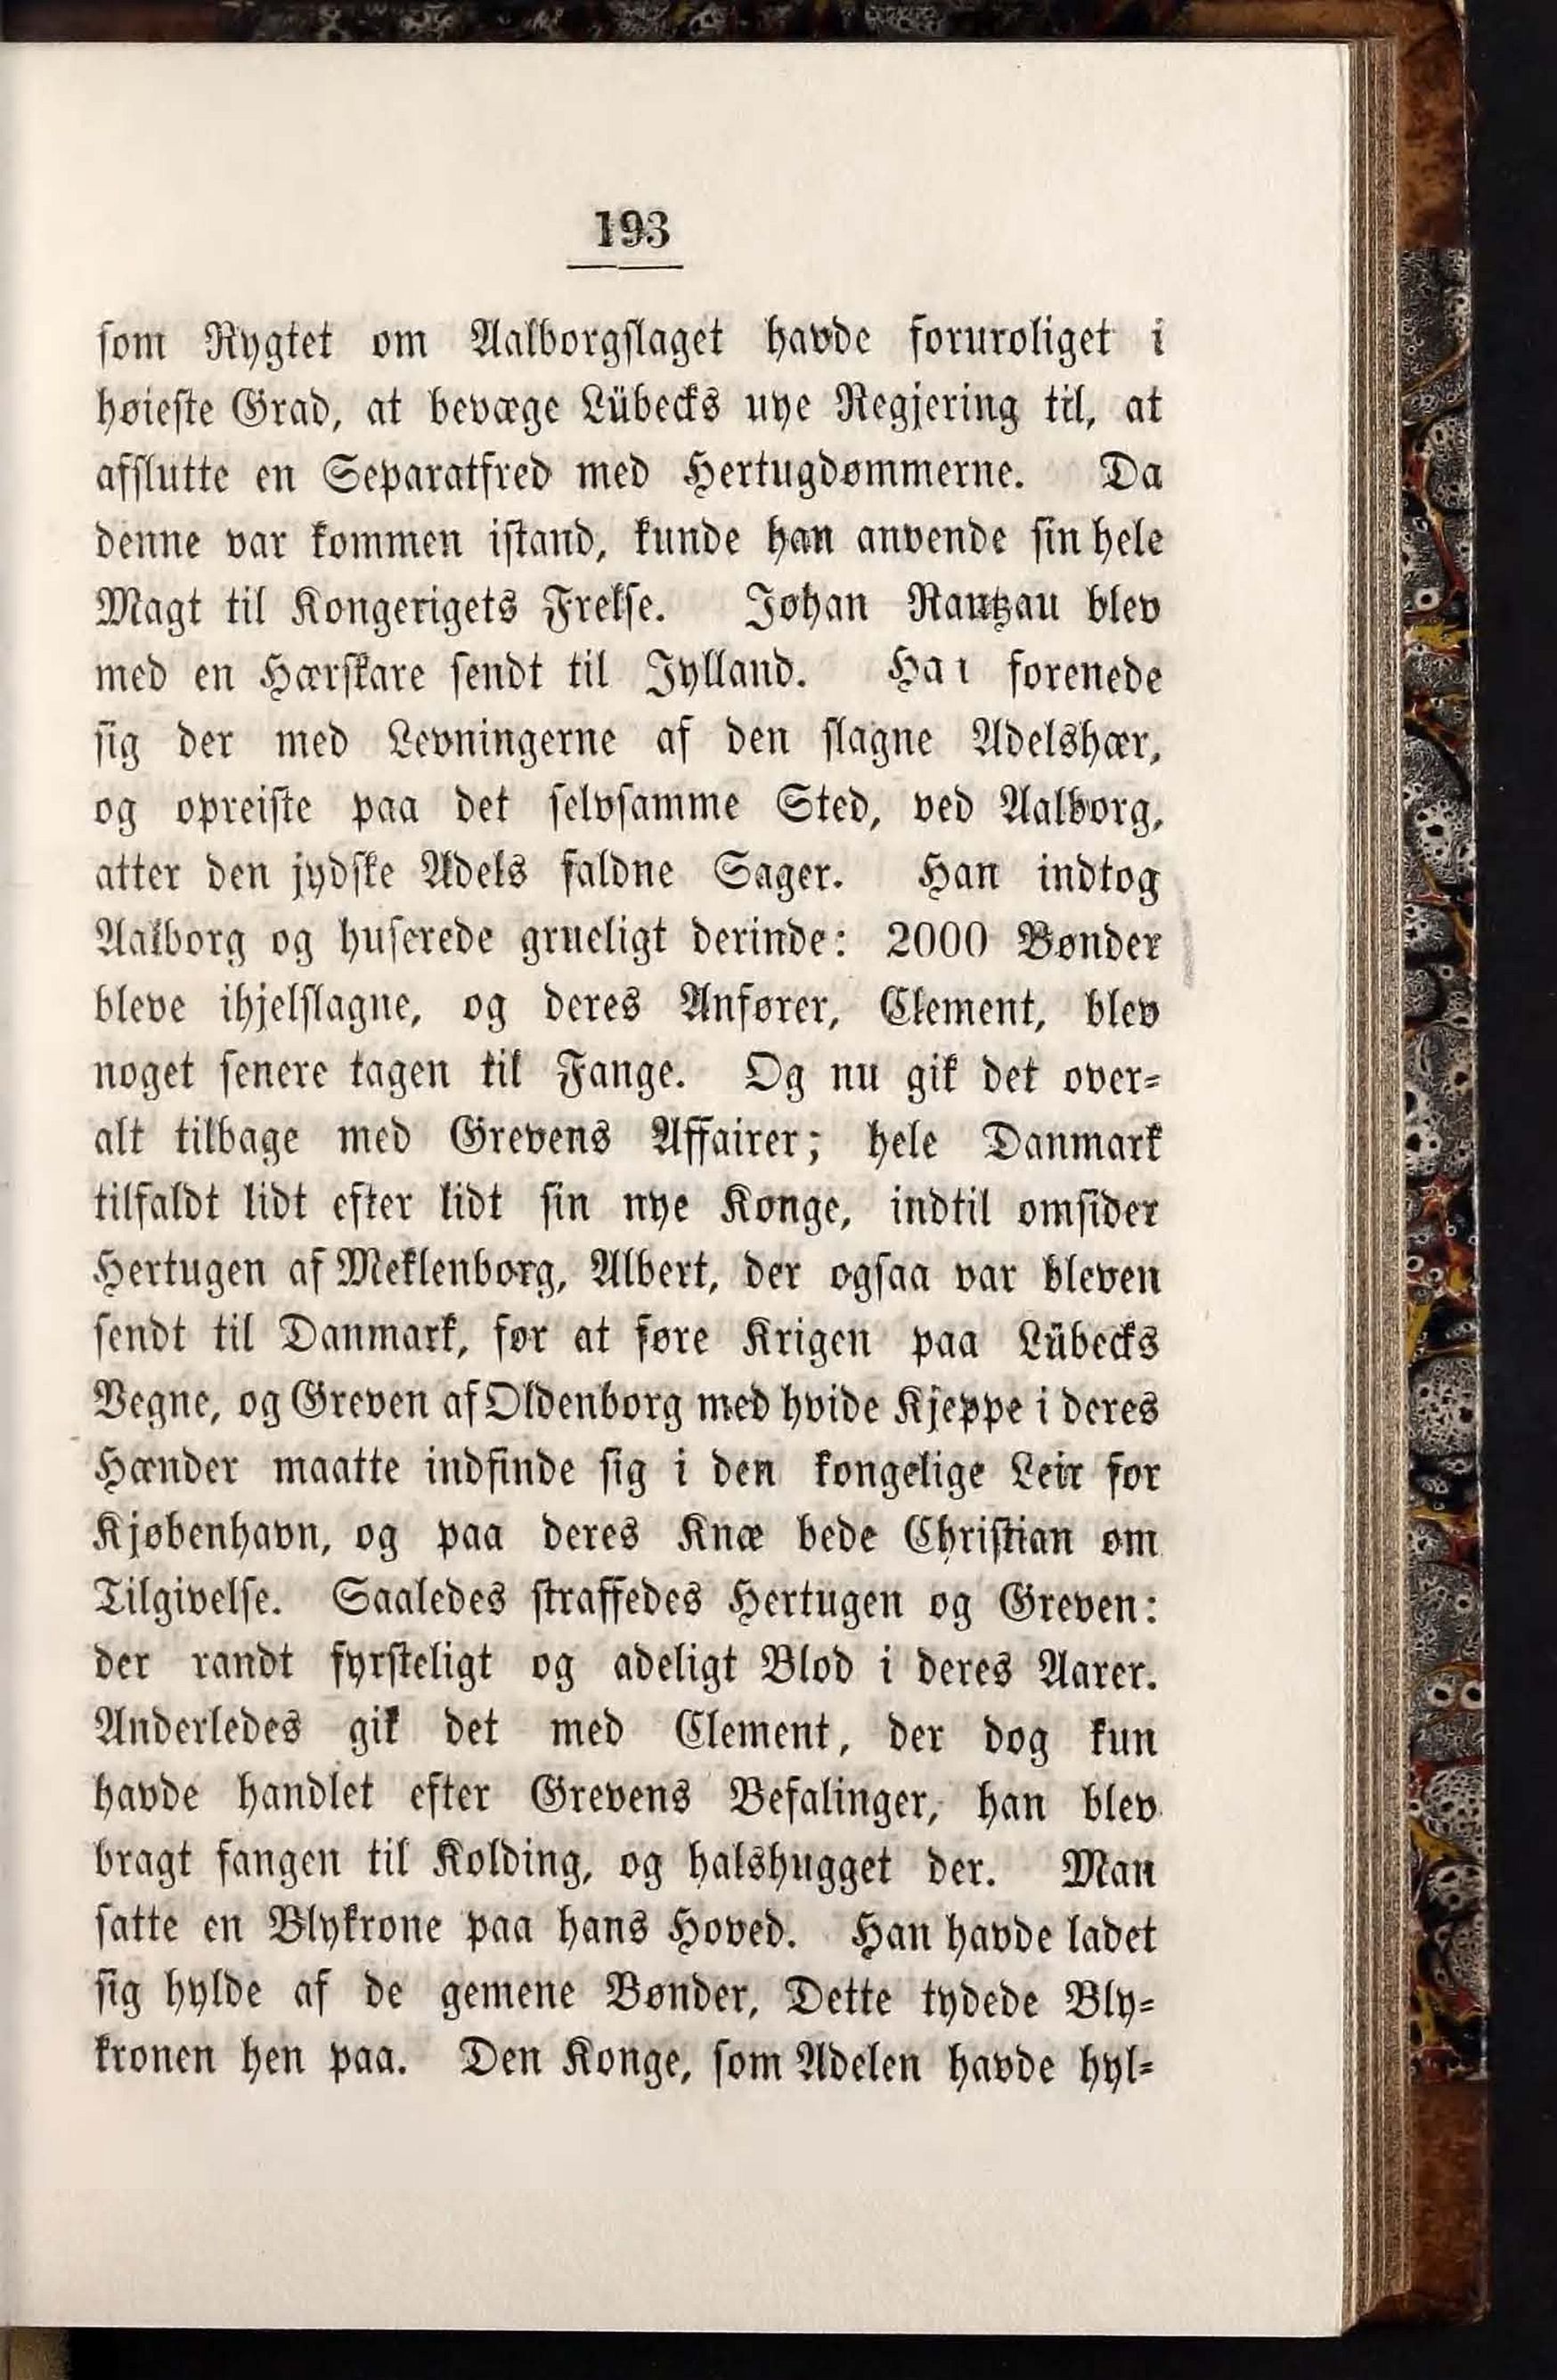 193
som Rygtet om Aalborgslaget havde foruroliget i
høieste Grad, at bevæge Lübecks nye Regjering til, at
afslutte en Separatfred med Hertugdømmerne. Da
denne var kommen istand, kunde han anvende sin hele
Magt til Kongerigets Frelse. Johan Rantzau blev
med en Hærskare sendt til Jylland. Han forenede
sig der med Levningerne af den slagne Adelshær,
og opreiste paa det selvsamme Sted, ved Aalborg,
atter den jydske Adels faldne Sager. Han indtog
Aalborg og huserede grueligt derinde: 2000 Bønder
bleve ihjelslagne, og deres Anfører, Clement, blev
noget senere tagen til Fange. Og nu gik det over-
alt tilbage med Grevens Affairer; hele Danmark
tilfaldt lidt efter lidt sin nye Konge, indtil omsider
Hertugen af Meklenborg, Albert, der ogsaa var bleven
sendt til Danmark, for at føre Krigen paa Lübecks
Vegne, og Greven af Oldenborg med hvide Kjeppe i deres
Hænder maatte indfinde sig i den kongelige Leir for
Kjøbenhavn, og paa deres Knæ bede Christian om
Tilgivelse. Saaledes straffedes Hertugen og Greven:
der randt fyrsteligt og adeligt Blod i deres Aarer.
Anderledes gik det med Clement, der dog kun
havde handlet efter Grevens Befalinger, han blev
bragt fangen til Kolding, og halshugget der. Man
satte en Blykrone paa hans Hoved. Han havde ladet
sig hylde af de gemene Bønder, Dette tydede Bly-
kronen hen paa. Den Konge, som Adelen havde hyl-